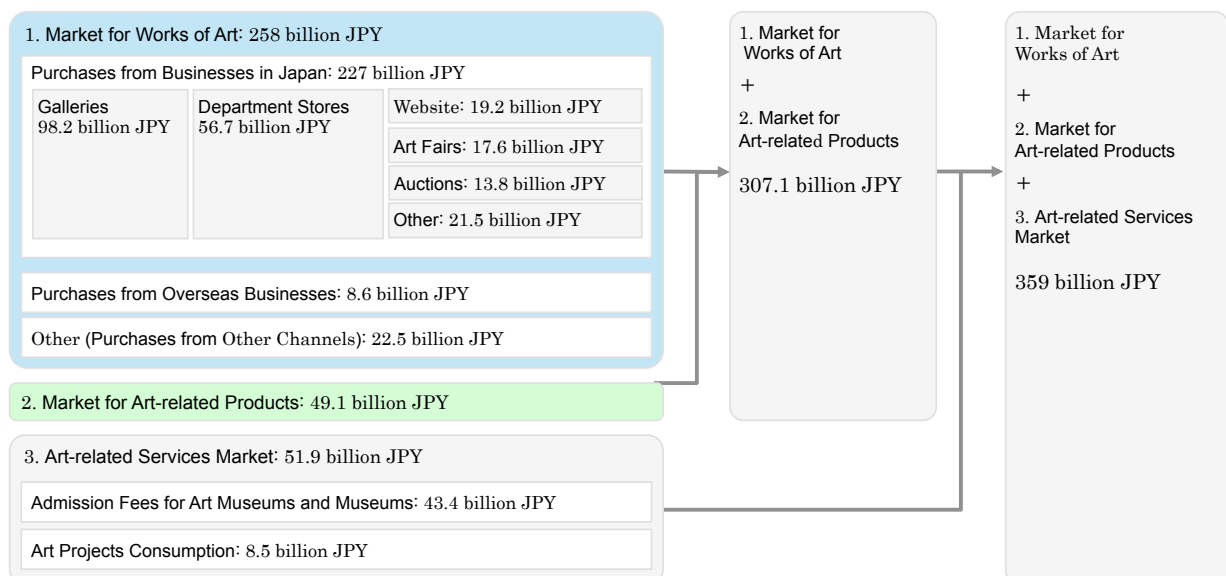 1. Market for Works of Art: 258 billion JPY
Purchases from Businesses in Japan: 227 billion JPY
Galleries
98.2 billion JPY
Department Stores
56.7 billion JPY
Website: 19.2 billion JPY
Art Fairs: 17.6 billion JPY
Auctions: 13.8 billion JPY
Other: 21.5 billion JPY
Purchases from Overseas Businesses: 8.6 billion JPY
Other (Purchases from Other Channels): 22.5 billion JPY
2. Market for Art-related Products: 49.1 billion JPY
3. Art-related Services Market: 51.9 billion JPY
Admission Fees for Art Museums and Museums: 43.4 billion JPY
Art Projects Consumption: 8.5 billion JPY
1. Market for
Works of Art
+
2. Market for
Art-related Products
307.1 billion JPY
1. Market for
Works of Art
+
2. Market for
Art-related Products
+
3. Art-related Services
Market
359 billion JPY